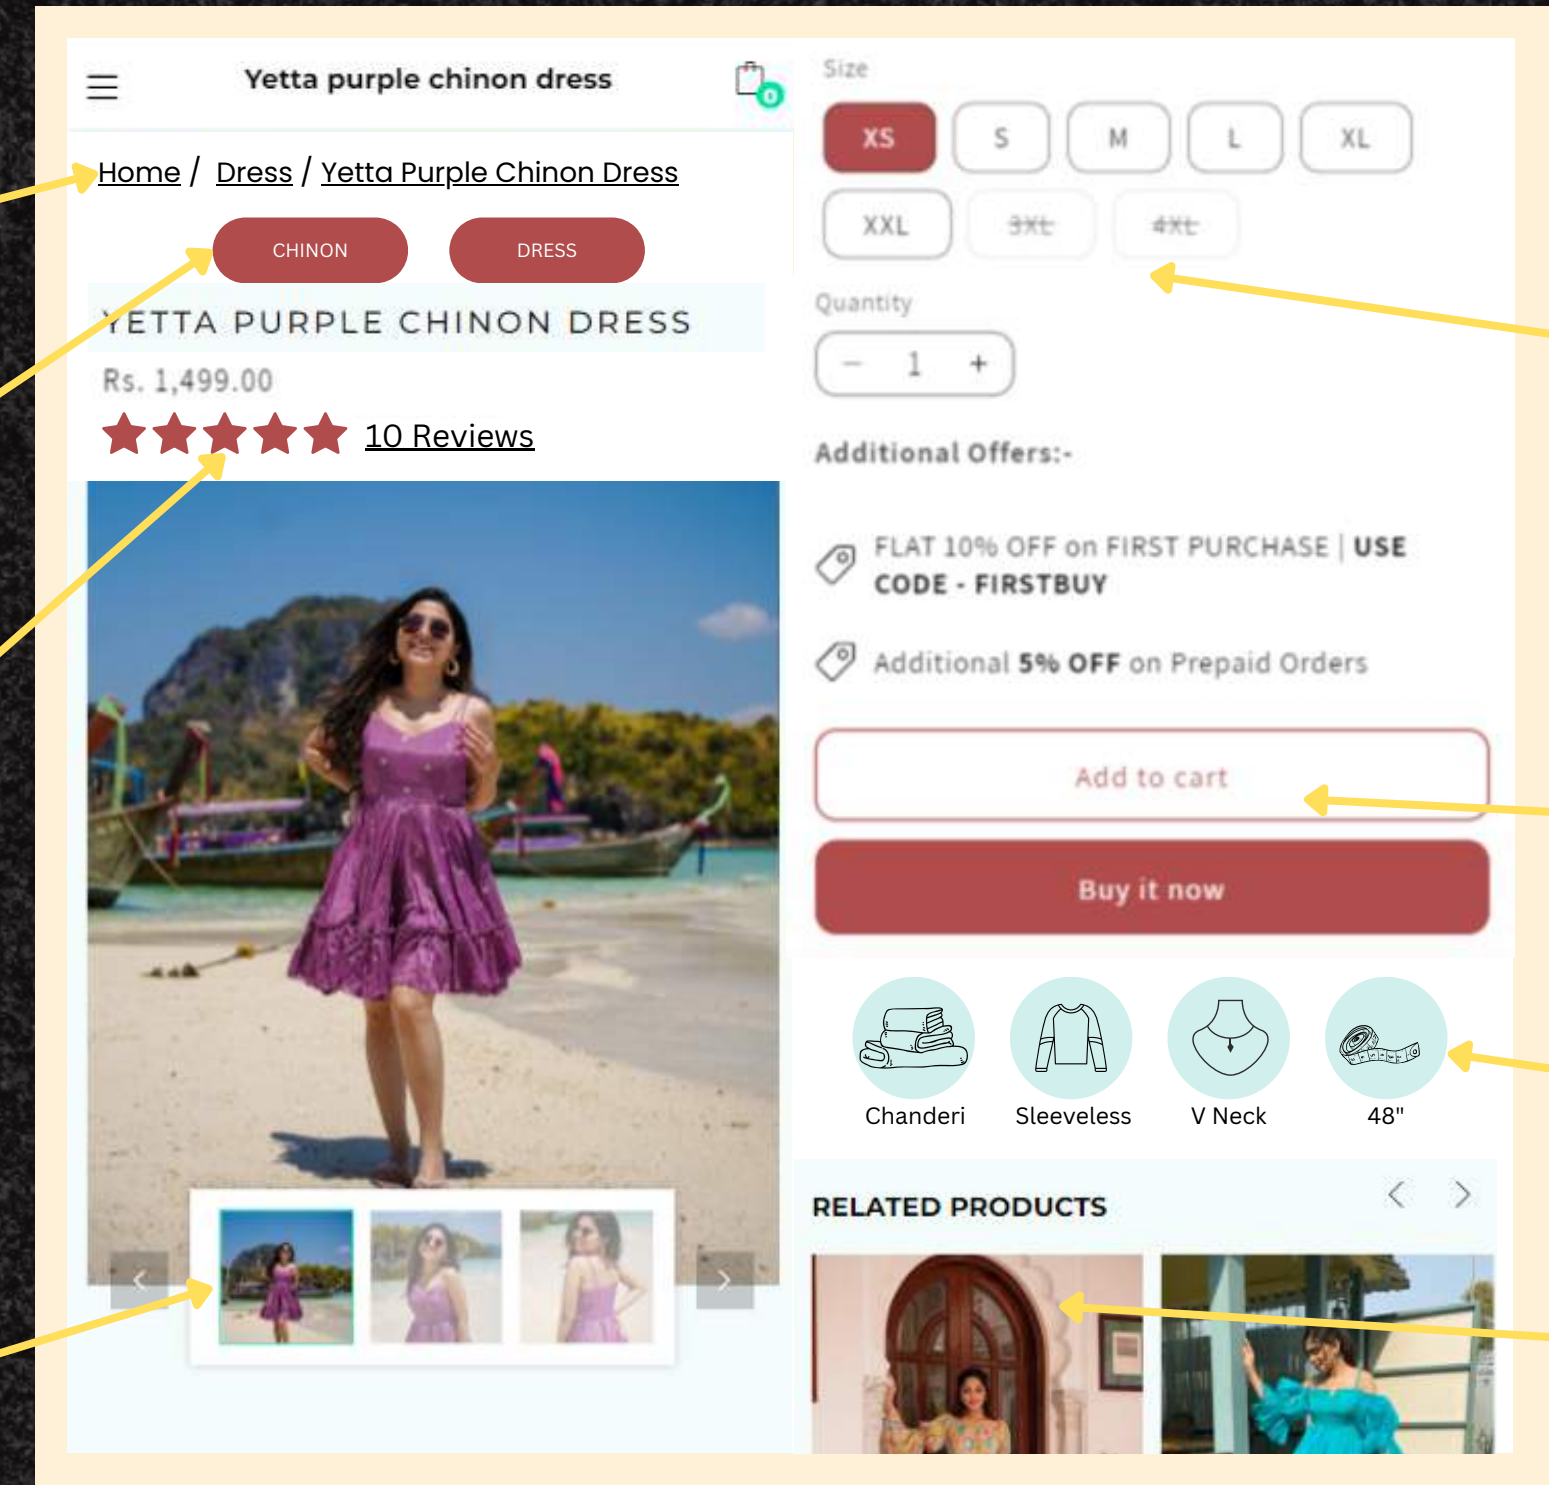 Yetta purple chinon dress
0
Home / Dress / Yetta Purple Chinon Dress
CHINON
DRESS
YETTA PURPLE CHINON DRESS
Rs. 1,499.00
10 Reviews
Size
XS S M L XL
XXL 3XL 4XL
Quantity
− 1 +
Additional Offers:-
FLAT 10% OFF on FIRST PURCHASE | USE
CODE - FIRSTBUY
Additional 5% OFF on Prepaid Orders
Add to cart
Buy it now
Chanderi Sleeveless V Neck 48"
RELATED PRODUCTS